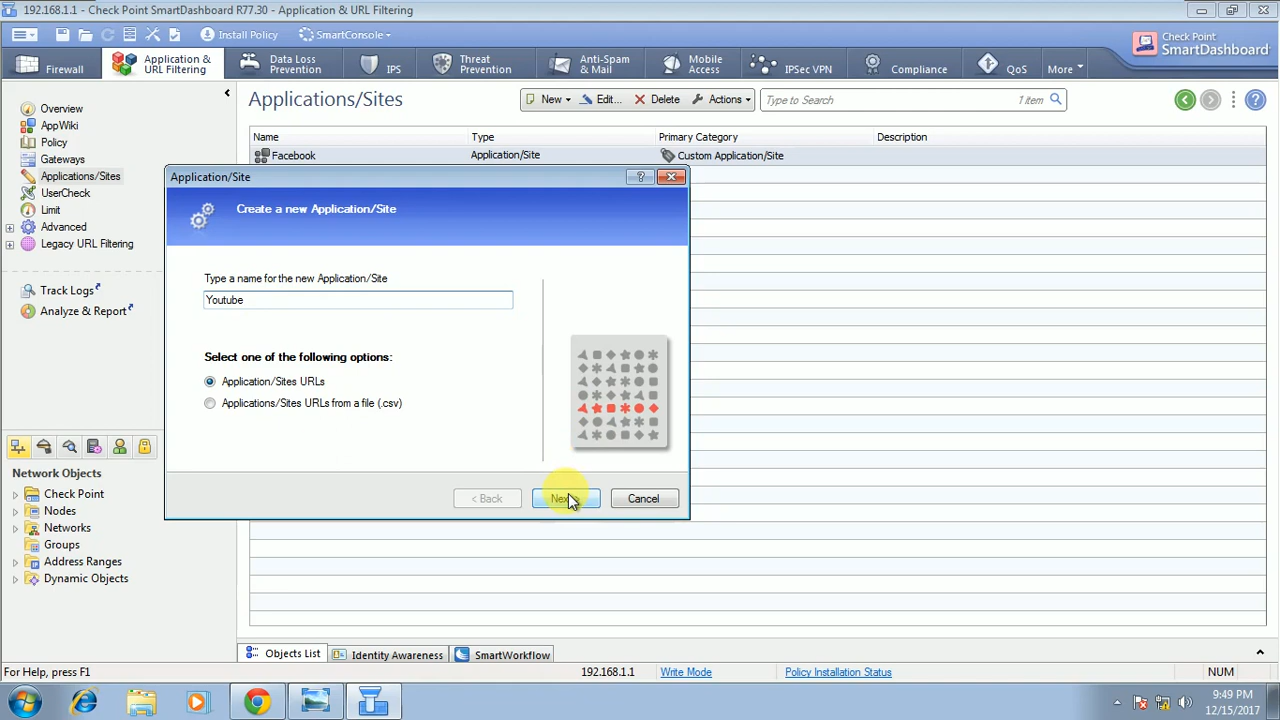 192.168.1.1 - Check Point SmartDashboard R77.30 - Application & URL Filtering
Install Policy
SmartConsole
Check Point
SmartDashboard
Firewall
Application &
URL Filtering
Data Loss
Prevention
IPS
Threat
Prevention
Anti-Spam
& Mail
Mobile
Access
IPSec VPN
Compliance
QoS
More
Overview
AppWiki
Policy
Gateways
Applications/Sites
UserCheck
Limit
Advanced
Legacy URL Filtering
Track Logs
Analyze & Report
Applications/Sites
New
Edit...
Delete
Actions
Type to Search
1 item
Name
Type
Primary Category
Description
Facebook
Application/Site
Custom Application/Site
Application/Site
Create a new Application/Site
Type a name for the new Application/Site
Youtube
Select one of the following options:
Application/Sites URLs
Applications/Sites URLs from a file (.csv)
< Back
Cancel
Network Objects
Check Point
Nodes
Networks
Groups
Address Ranges
Dynamic Objects
Objects List
Identity Awareness
SmartWorkflow
For Help, press F1
192.168.1.1
Write Mode
Policy Installation Status
NUM
9:49 PM
12/15/2017